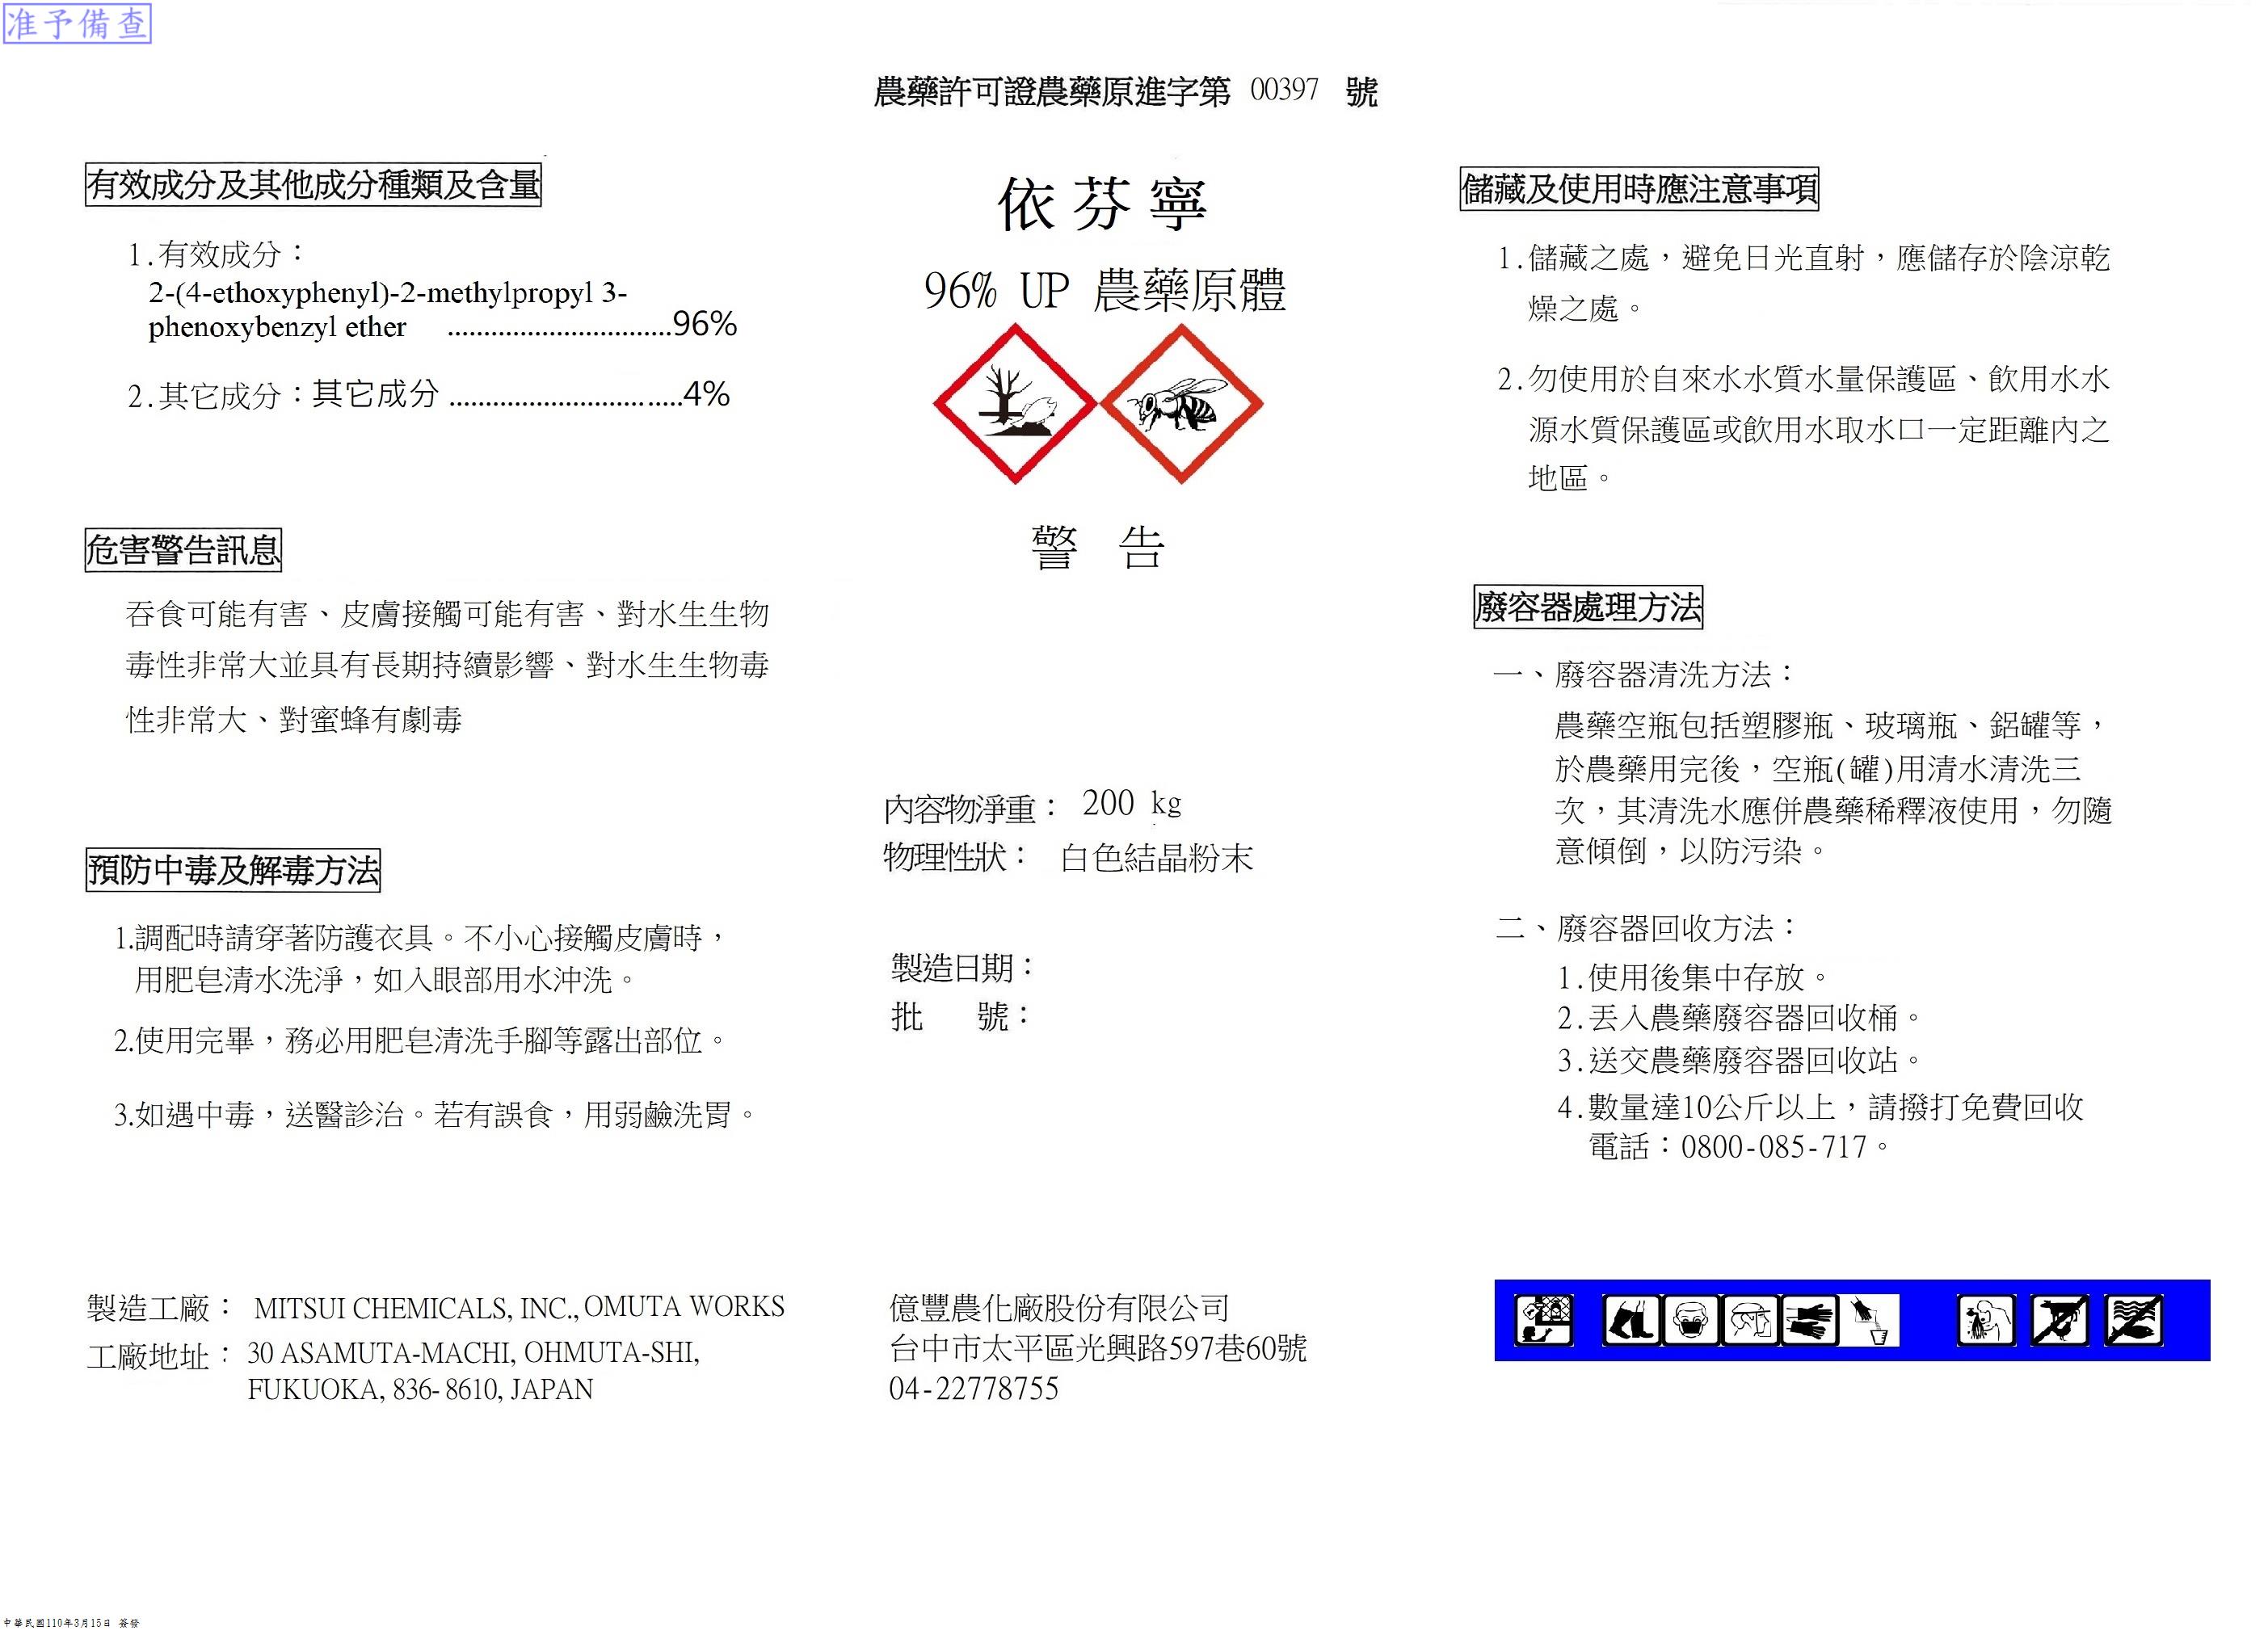 准予備查
農藥許可證農藥原進字第 00397 號
有效成分及其他成分種類及含量
1.有效成分：
2-(4-ethoxyphenyl)-2-methylpropyl 3-
phenoxybenzyl ether ...............................96%
2.其它成分：其它成分 ................................4%
危害警告訊息
吞食可能有害、皮膚接觸可能有害、對水生生物
毒性非常大並具有長期持續影響、對水生生物毒
性非常大、對蜜蜂有劇毒
預防中毒及解毒方法
1.調配時請穿著防護衣具。不小心接觸皮膚時，
用肥皂清水洗淨，如入眼部用水沖洗。
2.使用完畢，務必用肥皂清洗手腳等露出部位。
3.如遇中毒，送醫診治。若有誤食，用弱鹼洗胃。
製造工廠： MITSUI CHEMICALS, INC., OMUTA WORKS
工廠地址： 30 ASAMUTA-MACHI, OHMUTA-SHI,
FUKUOKA, 836-8610, JAPAN
依芬寧
96% UP 農藥原體
警 告
內容物淨重： 200 kg
物理性狀： 白色結晶粉末
製造日期：
批 號：
億豐農化廠股份有限公司
台中市太平區光興路597巷60號
04-22778755
儲藏及使用時應注意事項
1.儲藏之處，避免日光直射，應儲存於陰涼乾
燥之處。
2.勿使用於自來水水質水量保護區、飲用水水
源水質保護區或飲用水取水口一定距離內之
地區。
廢容器處理方法
一、廢容器清洗方法：
農藥空瓶包括塑膠瓶、玻璃瓶、鋁罐等，
於農藥用完後，空瓶(罐)用清水清洗三
次，其清洗水應併農藥稀釋液使用，勿隨
意傾倒，以防污染。
二、廢容器回收方法：
1.使用後集中存放。
2.丟入農藥廢容器回收桶。
3.送交農藥廢容器回收站。
4.數量達10公斤以上，請撥打免費回收
電話：0800-085-717。
中華民國110年3月15日 簽發